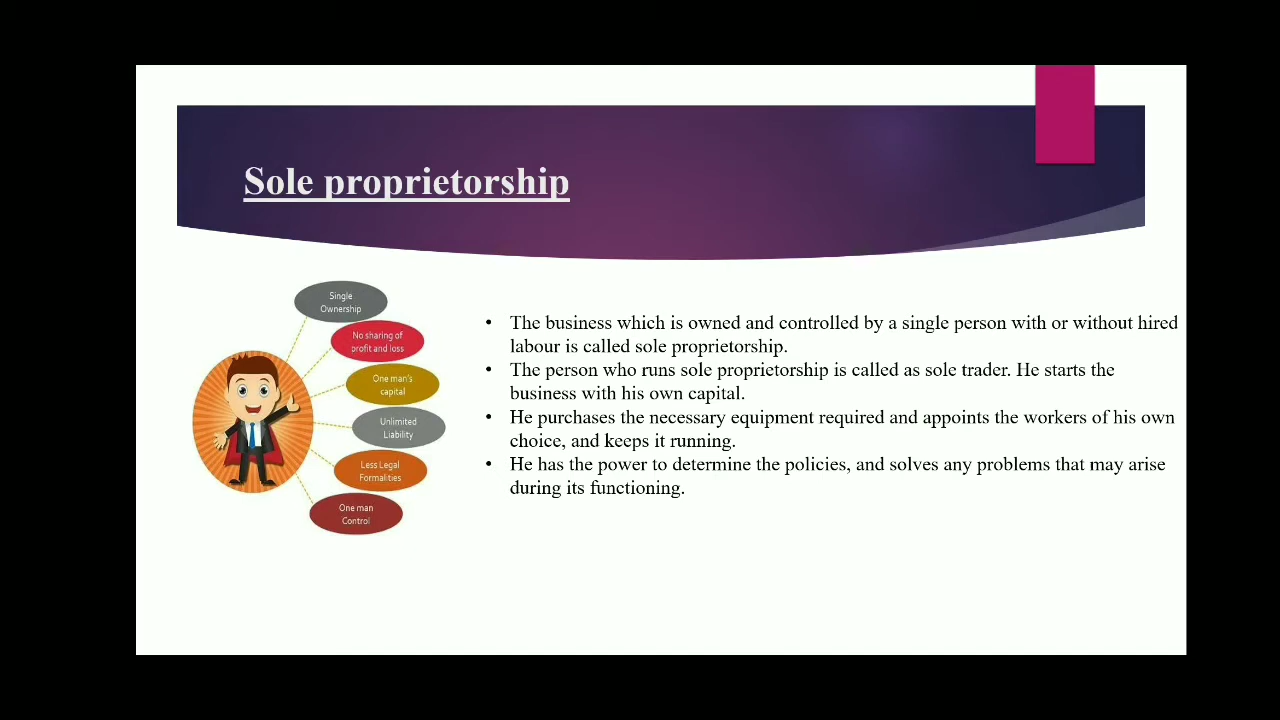 Sole proprietorship
Single
Ownership
No sharing of
profit and loss
One man's
capital
Unlimited
Liability
Less Legal
Formalities
One man
Control
• The business which is owned and controlled by a single person with or without hired
labour is called sole proprietorship.
• The person who runs sole proprietorship is called as sole trader. He starts the
business with his own capital.
• He purchases the necessary equipment required and appoints the workers of his own
choice, and keeps it running.
• He has the power to determine the policies, and solves any problems that may arise
during its functioning.